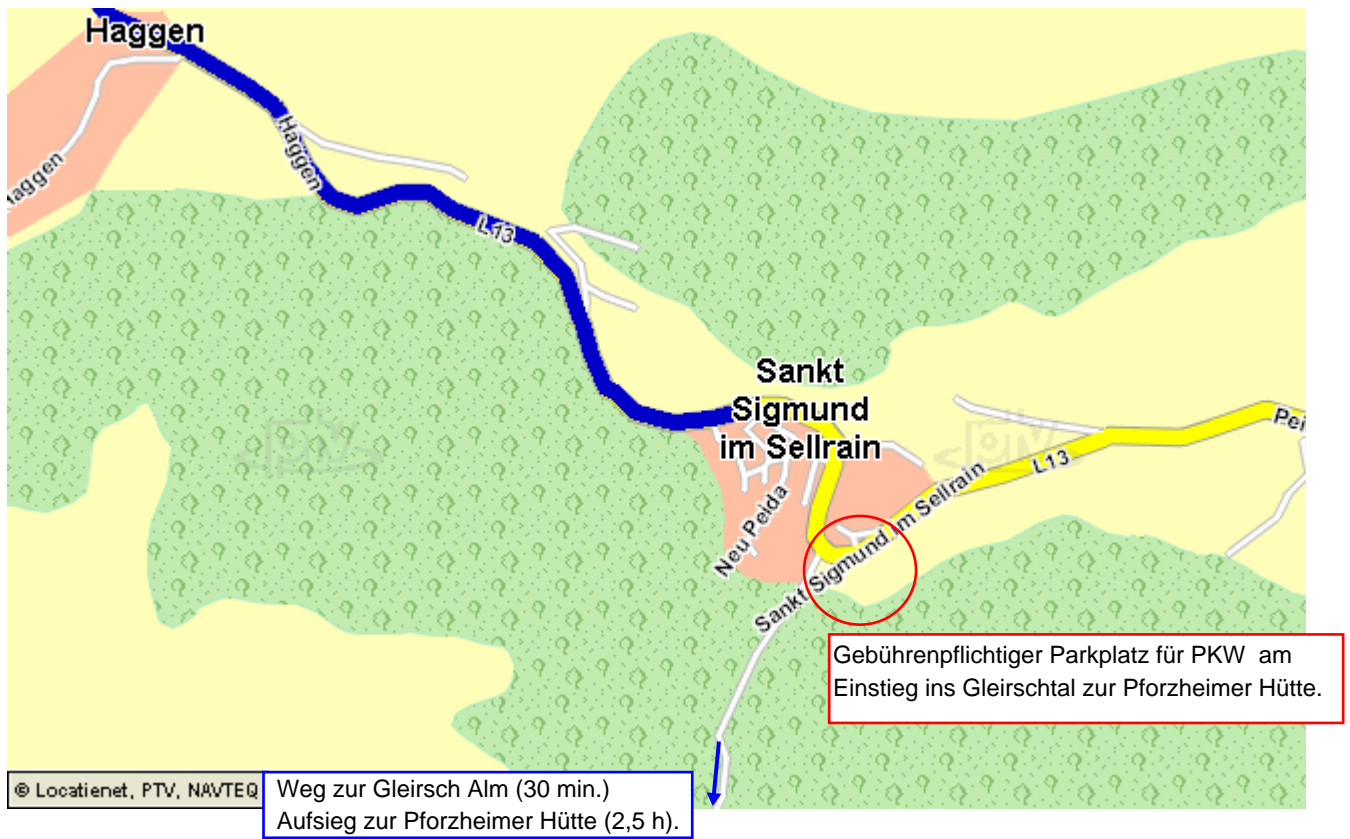 Haggen
Haggen
Haggen
L13
Sankt
Sigmund
im Sellrain
Neu Peida
Sankt Sigmund im Sellrain
L13
Pei
Gebührenpflichtiger Parkplatz für PKW am
Einstieg ins Gleirschtal zur Pforzheimer Hütte.
© Locatienet, PTV, NAVTEQ
Weg zur Gleirsch Alm (30 min.)
Aufsieg zur Pforzheimer Hütte (2,5 h).